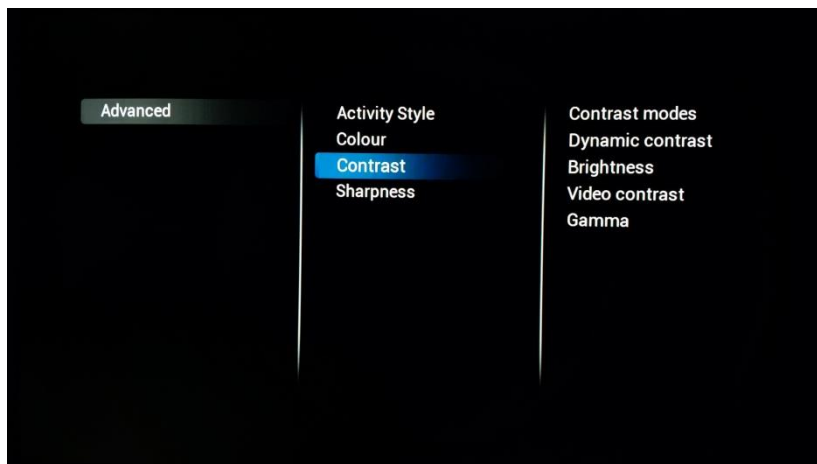 Advanced
Activity Style
Colour
Contrast
Sharpness
Contrast modes
Dynamic contrast
Brightness
Video contrast
Gamma